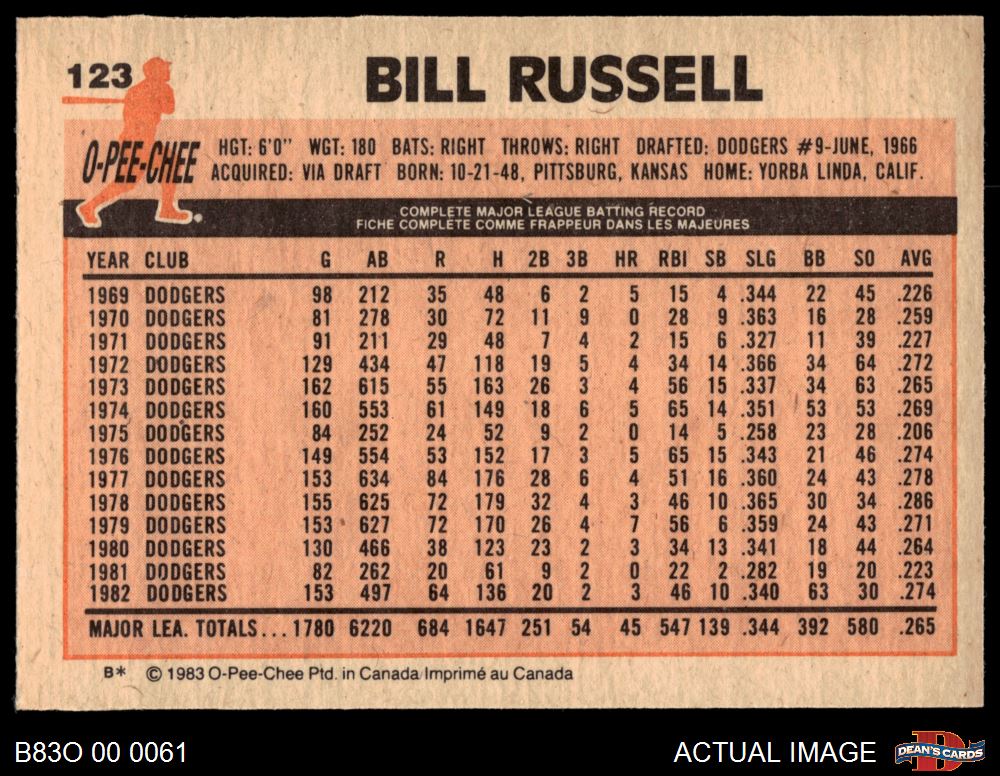 123 BILL RUSSELL
O-PEE-CHEE
HGT: 6'0" WGT: 180 BATS: RIGHT THROWS: RIGHT DRAFTED: DODGERS #9-JUNE, 1966
ACQUIRED: VIA DRAFT BORN: 10-21-48, PITTSBURG, KANSAS HOME: YORBA LINDA, CALIF.
COMPLETE MAJOR LEAGUE BATTING RECORD
FICHE COMPLETE COMME FRAPPEUR DANS LES MAJEURES
YEAR CLUB G AB R H 2B 3B HR RBI SB SLG BB SO AVG
1969 DODGERS 98 212 35 48 6 2 5 15 4 .344 22 45 .226
1970 DODGERS 81 278 30 72 11 9 0 28 9 .363 16 28 .259
1971 DODGERS 91 211 29 48 7 4 2 15 6 .327 11 39 .227
1972 DODGERS 129 434 47 118 19 5 4 34 14 .366 34 64 .272
1973 DODGERS 162 615 55 163 26 3 4 56 15 .337 34 63 .265
1974 DODGERS 160 553 61 149 18 6 5 65 14 .351 53 53 .269
1975 DODGERS 84 252 24 52 9 2 0 14 5 .258 23 28 .206
1976 DODGERS 149 554 53 152 17 3 5 65 15 .343 21 46 .274
1977 DODGERS 153 634 84 176 28 6 4 51 16 .360 24 43 .278
1978 DODGERS 155 625 72 179 32 4 3 46 10 .365 30 34 .286
1979 DODGERS 153 627 72 170 26 4 7 56 6 .359 24 43 .271
1980 DODGERS 130 466 38 123 23 2 3 34 13 .341 18 44 .264
1981 DODGERS 82 262 20 61 9 2 0 22 2 .282 19 20 .223
1982 DODGERS 153 497 64 136 20 2 3 46 10 .340 63 30 .274
MAJOR LEA. TOTALS... 1780 6220 684 1647 251 54 45 547 139 .344 392 580 .265
B* © 1983 O-Pee-Chee Ptd. in Canada/Imprimé au Canada
B83O 00 0061 ACTUAL IMAGE DEAN'S CARDS